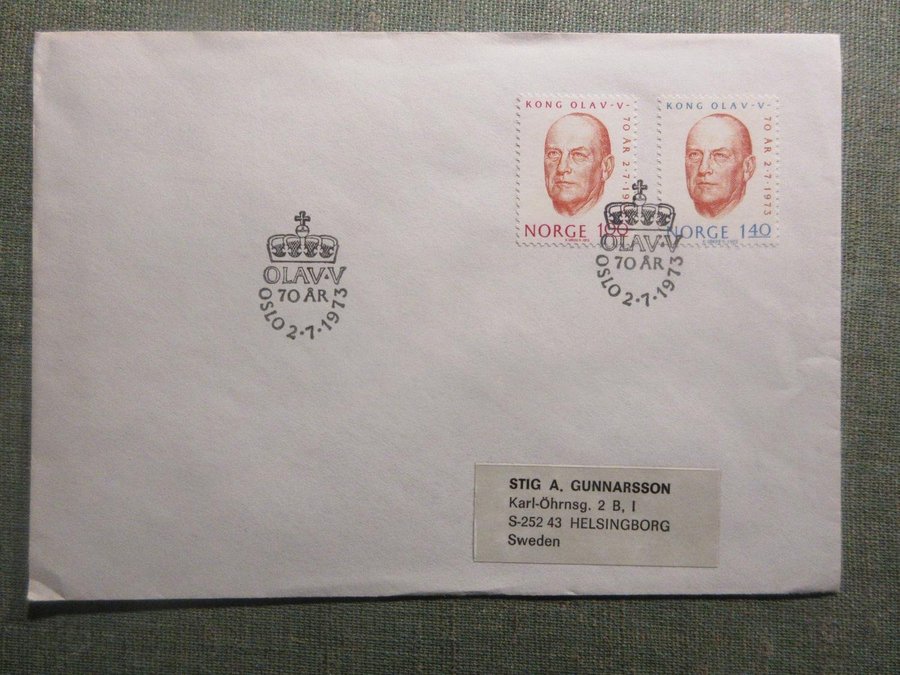 KONG OLAV-V-
70 ÅR 2·7·1973
NORGE 1.00
KONG OLAV-V-
70 ÅR 2·7·1973
NORGE 1.40
OLAV·V
70 ÅR
OSLO 2·7·1973
OLAV·V
70 ÅR
OSLO 2·7·1973
STIG A. GUNNARSSON
Karl-Öhrnsg. 2 B, I
S-252 43 HELSINGBORG
Sweden